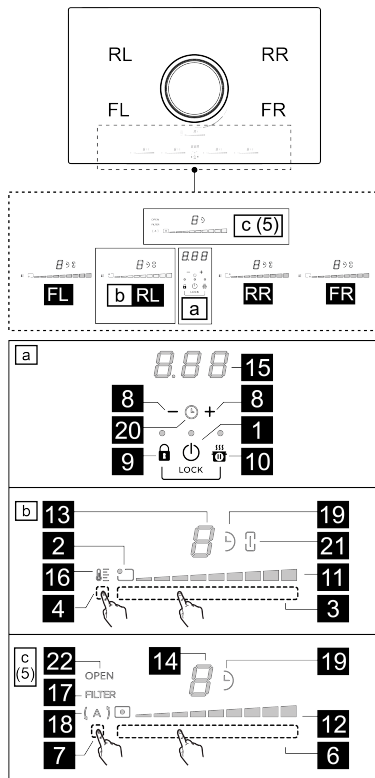 RL RR
FL FR
c (5)
FL b RL a RR FR
a
8.88 15
8 − + 8
20 1
9 10
LOCK
b
13 8 19
2 21
16 11
4 3
c
(5)
22 OPEN 14 8 19
17 FILTER
18 ( A ) 12
7 6